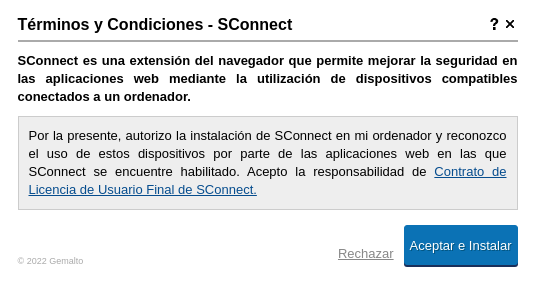 Términos y Condiciones - SConnect ? ×
SConnect es una extensión del navegador que permite mejorar la seguridad en
las aplicaciones web mediante la utilización de dispositivos compatibles
conectados a un ordenador.
Por la presente, autorizo la instalación de SConnect en mi ordenador y reconozco
el uso de estos dispositivos por parte de las aplicaciones web en las que
SConnect se encuentre habilitado. Acepto la responsabilidad de Contrato de
Licencia de Usuario Final de SConnect.
Rechazar Aceptar e Instalar
© 2022 Gemalto